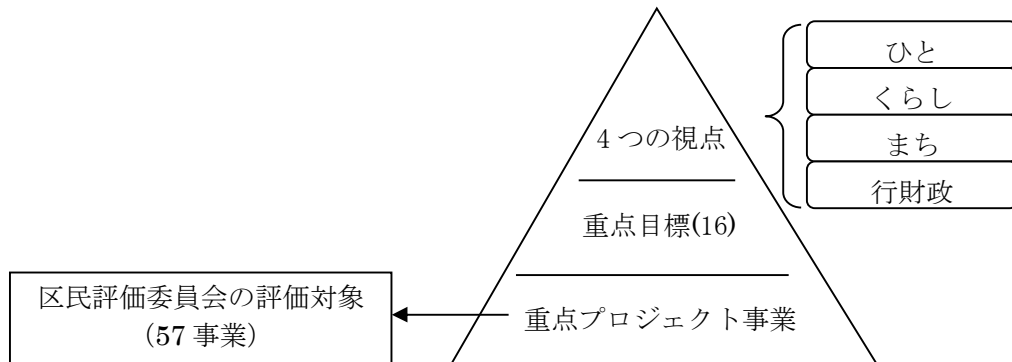 ひと
くらし
まち
行財政
4つの視点
重点目標(16)
重点プロジェクト事業
区民評価委員会の評価対象
(57 事業)